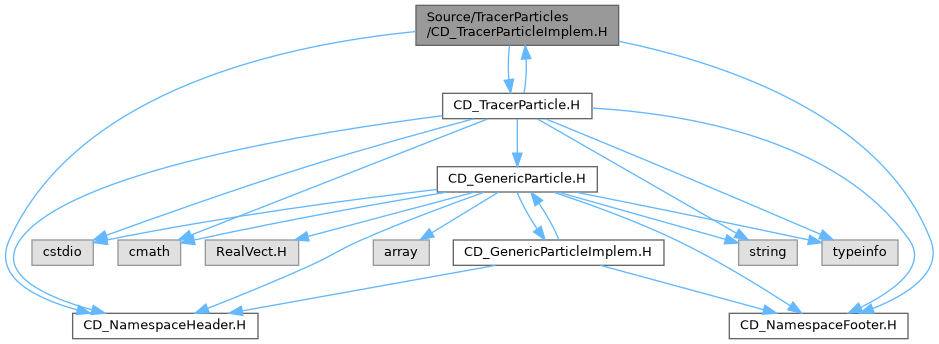 Source/TracerParticles
/CD_TracerParticleImplem.H
CD_TracerParticle.H
CD_GenericParticle.H
cstdio
cmath
RealVect.H
array
CD_GenericParticleImplem.H
string
typeinfo
CD_NamespaceHeader.H
CD_NamespaceFooter.H